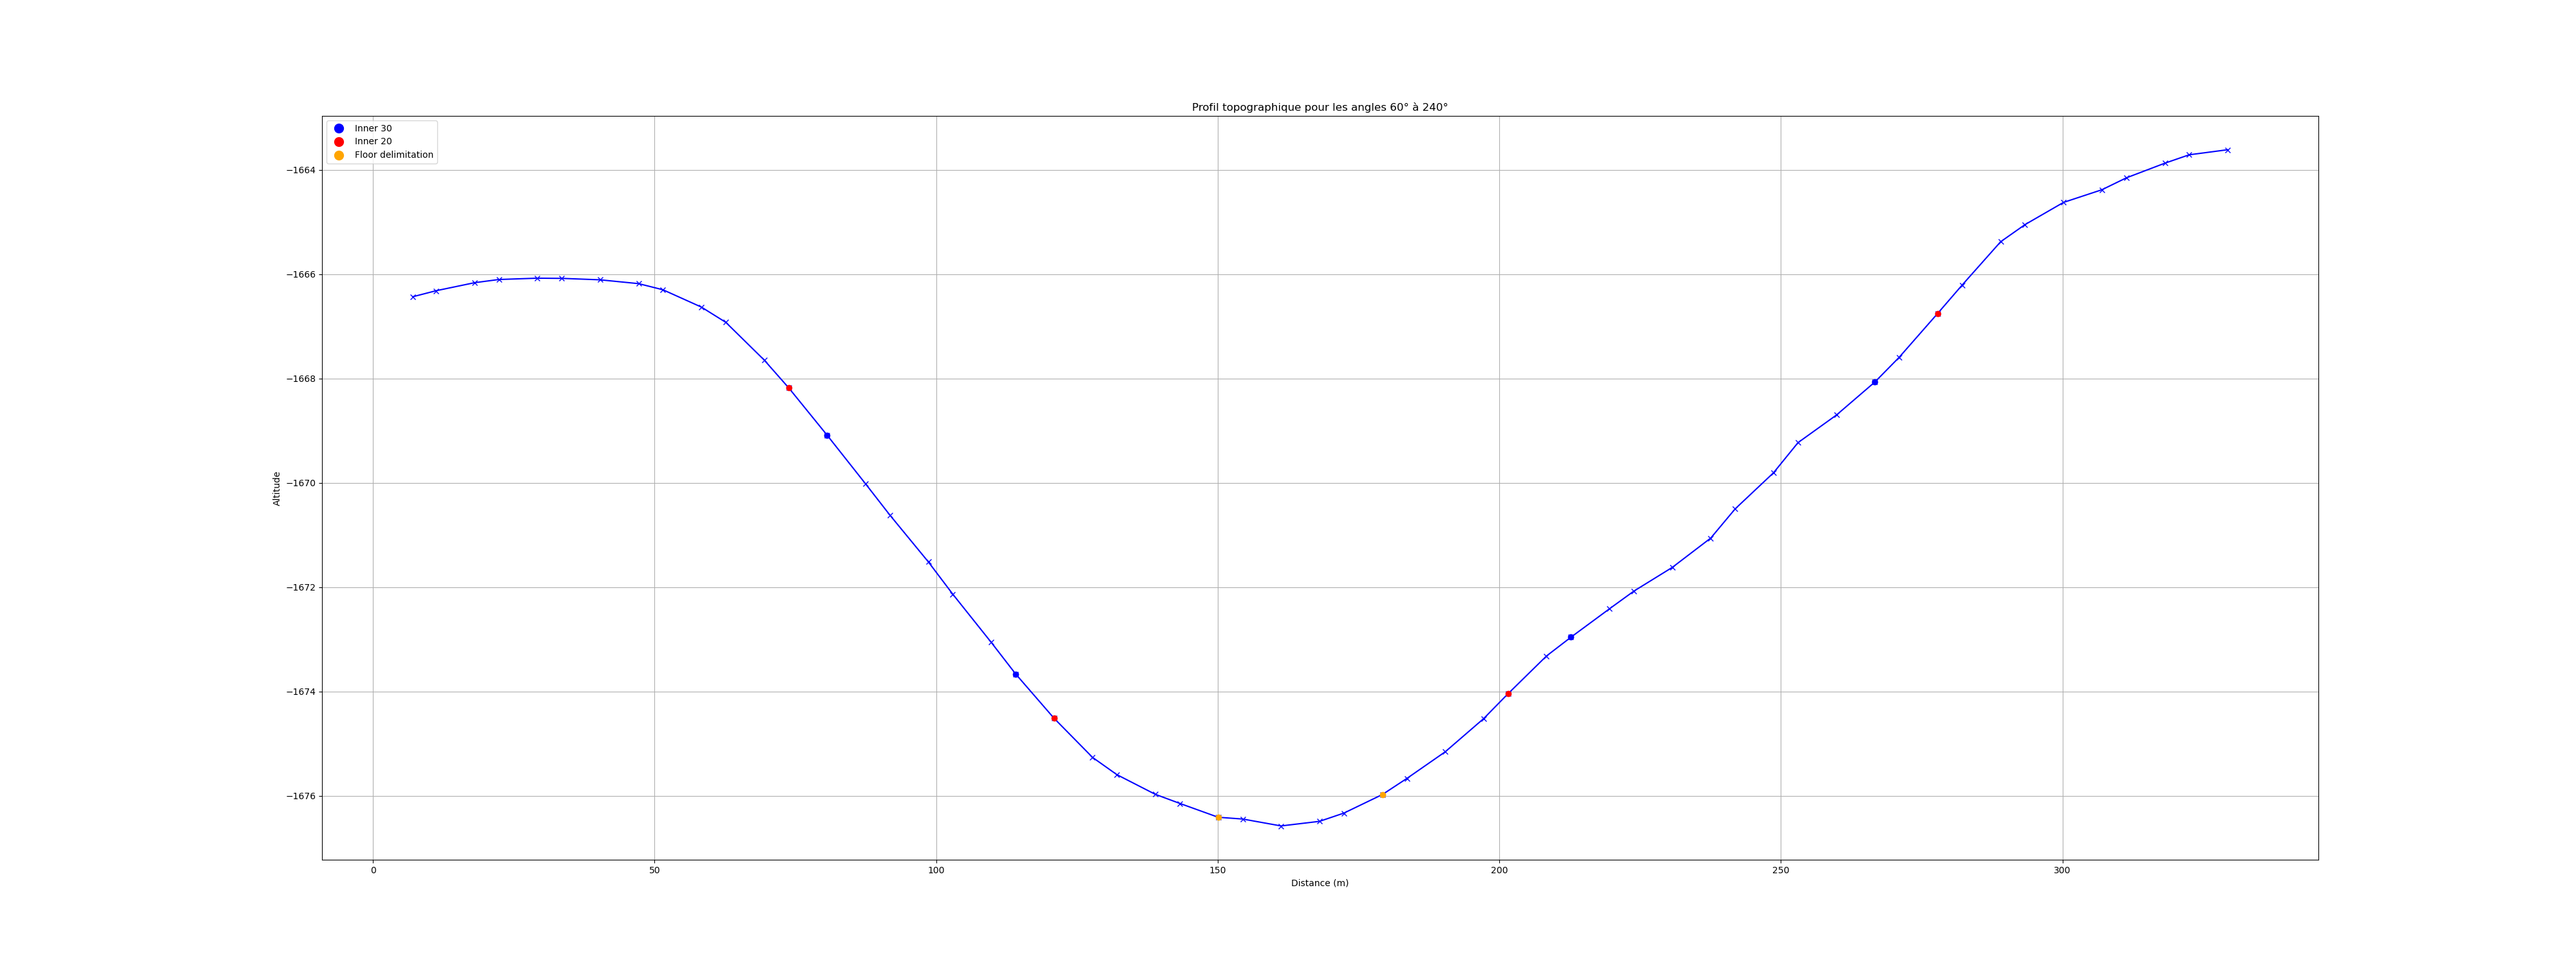 Profil topographique pour les angles 60° à 240°
Inner 30
Inner 20
Floor delimitation
−1664
−1666
−1668
−1670
−1672
−1674
−1676
Altitude
0 50 100 150 200 250 300
Distance (m)